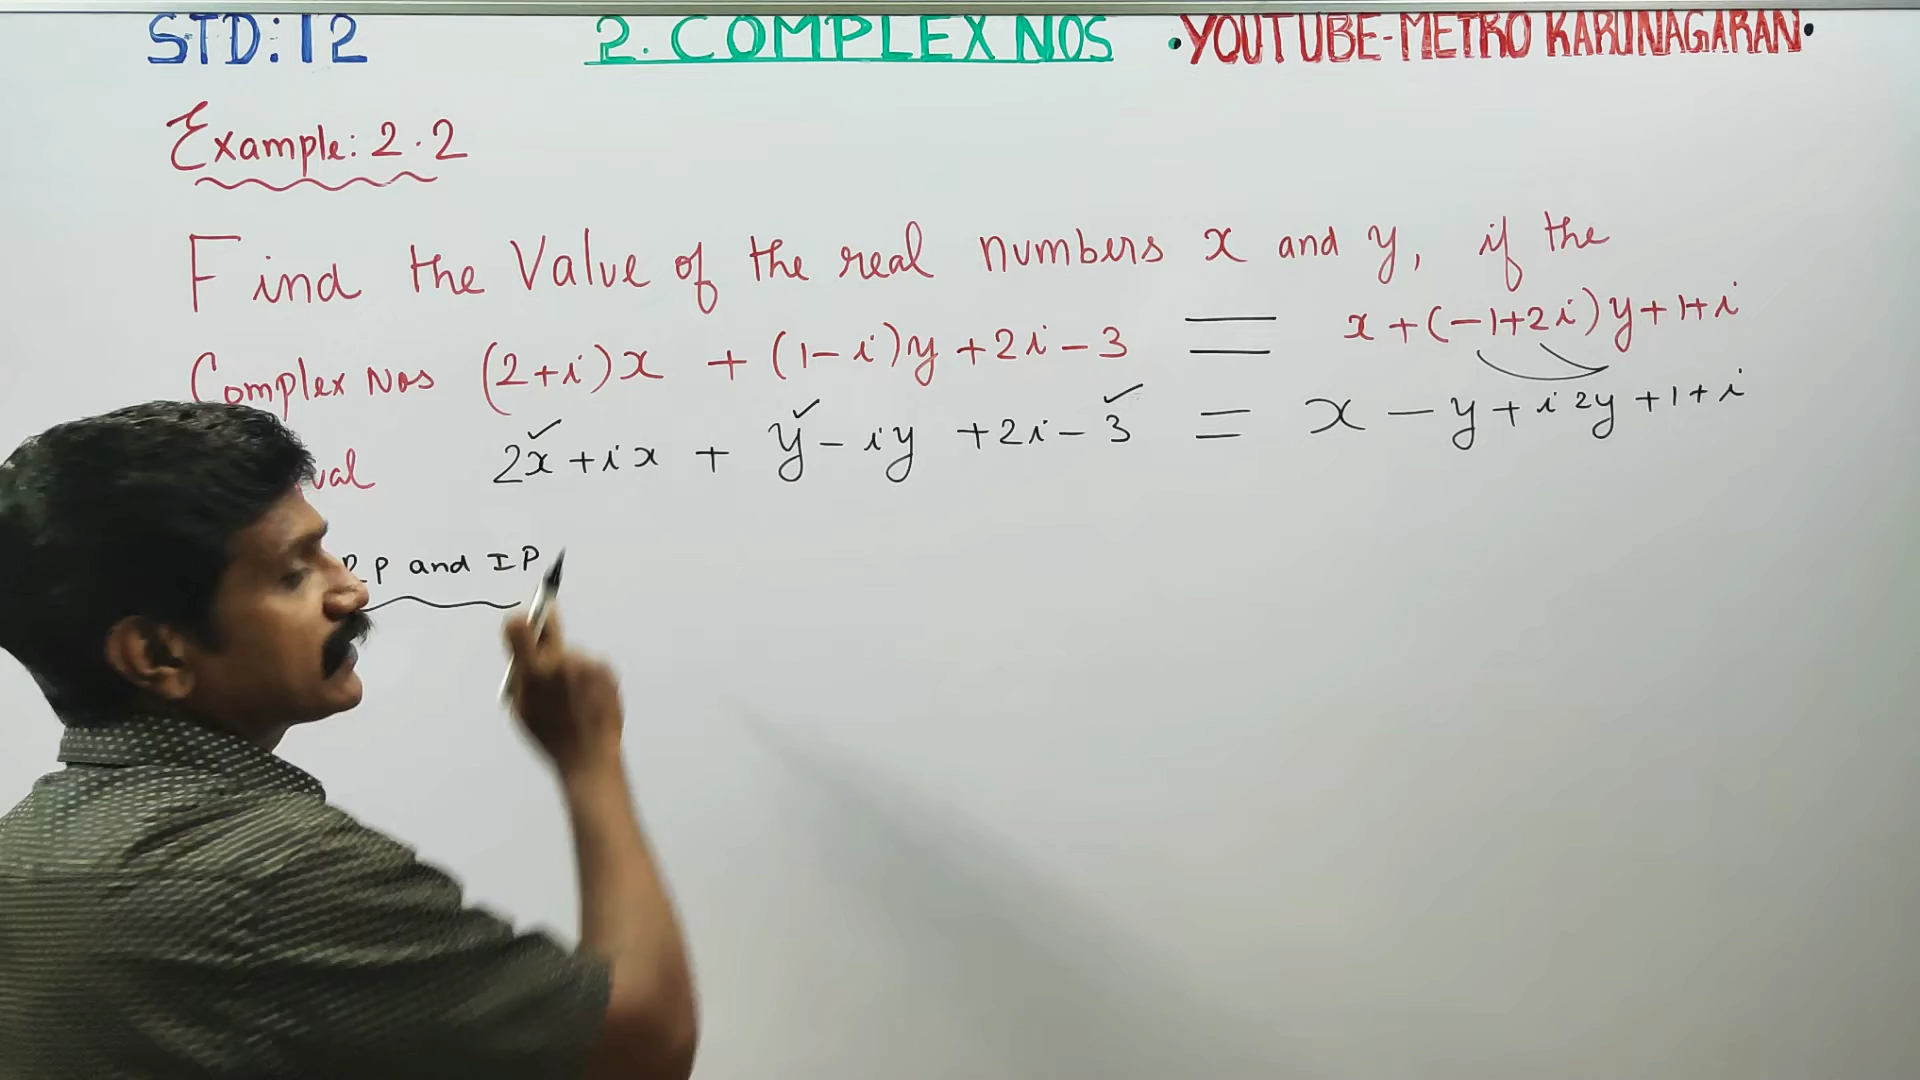 STD: 12 2. COMPLEX NOS •YOUTUBE-METRO KARUNAGARAN•
Example: 2.2
Find the Value of the real numbers x and y, if the
Complex Nos (2+i)x + (1-i)y +2i-3 = x+(-1+2i)y+1+i
2x+ix + y-iy +2i-3 = x-y+i2y+1+i
and IP